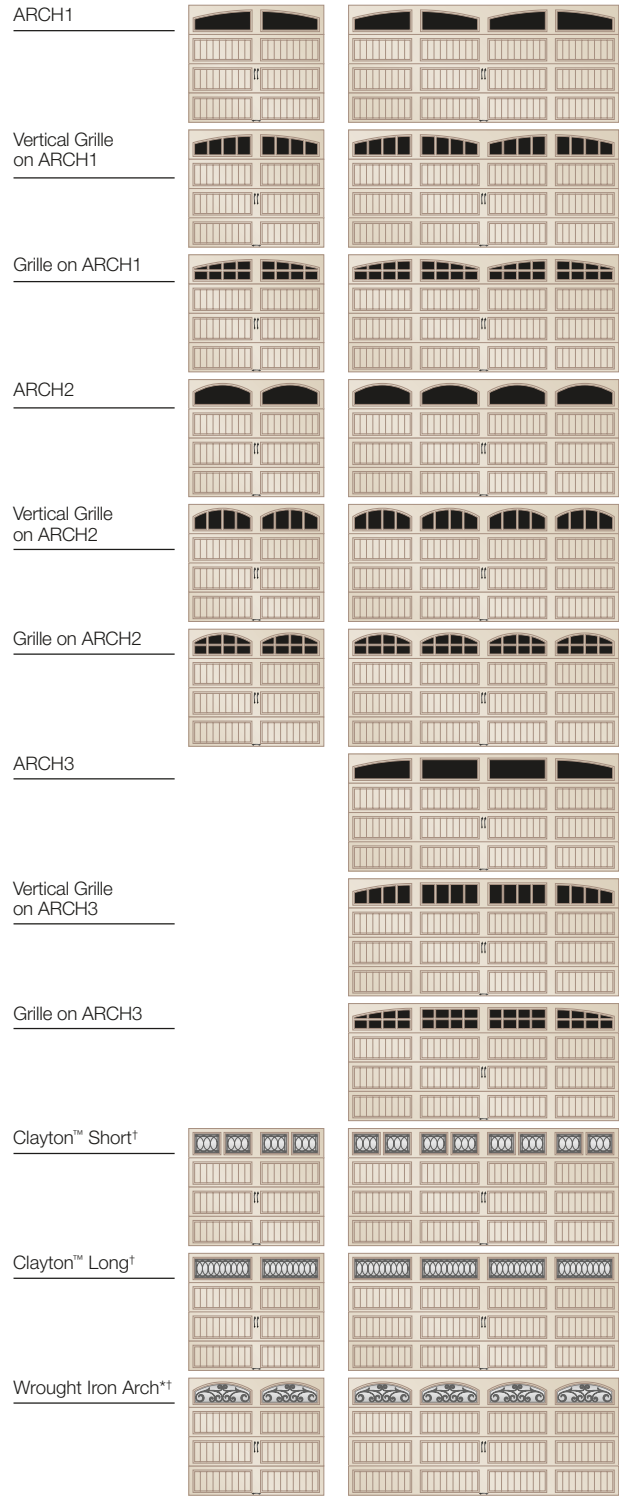 ARCH1
Vertical Grille
on ARCH1
Grille on ARCH1
ARCH2
Vertical Grille
on ARCH2
Grille on ARCH2
ARCH3
Vertical Grille
on ARCH3
Grille on ARCH3
Clayton™ Short†
Clayton™ Long†
Wrought Iron Arch*†